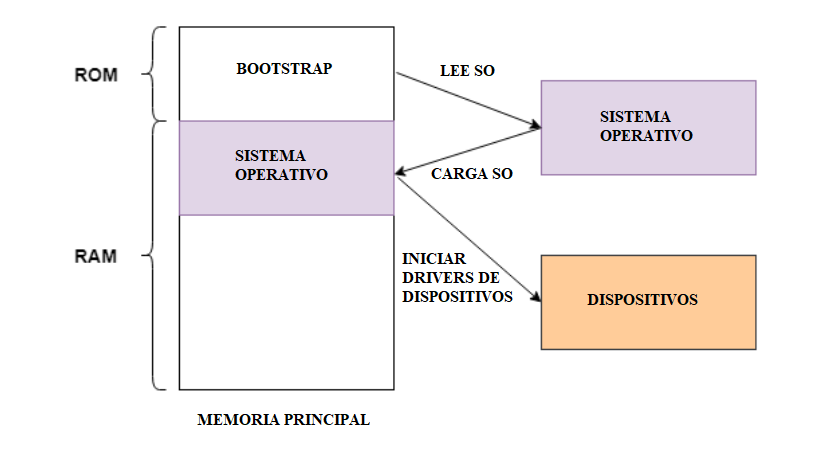 ROM
BOOTSTRAP
LEE SO
SISTEMA
OPERATIVO
SISTEMA
OPERATIVO
CARGA SO
RAM
INICIAR
DRIVERS DE
DISPOSITIVOS
DISPOSITIVOS
MEMORIA PRINCIPAL